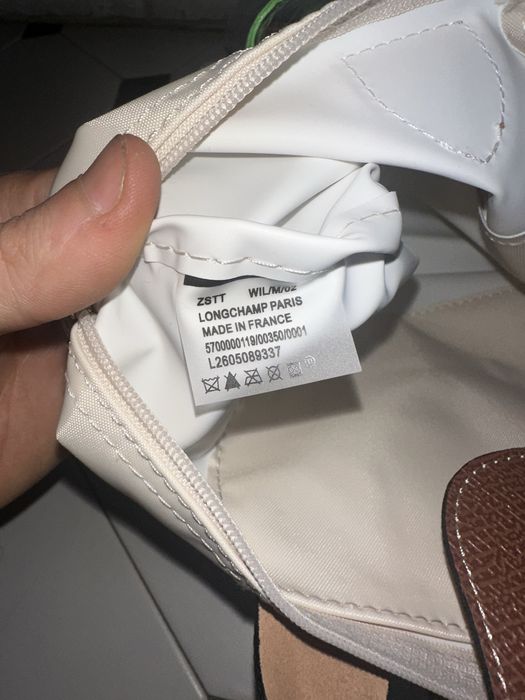 ZSTT WIL/M/02
LONGCHAMP PARIS
MADE IN FRANCE
5700000119/00350/0001
L2605089337